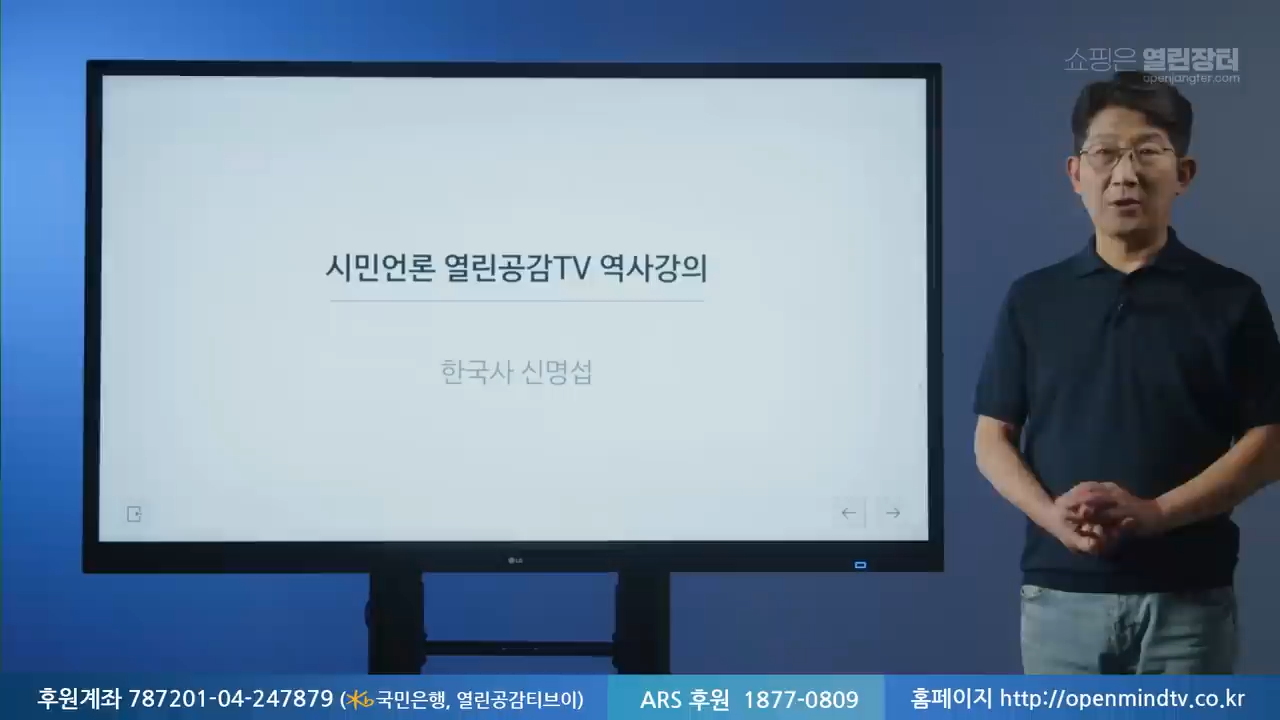 쇼핑은 열린장터
openjangter.com
시민언론 열린공감TV 역사강의
한국사 신명섭
LG
후원계좌 787201-04-247879 (KB국민은행, 열린공감티브이)
ARS 후원 1877-0809
홈페이지 http://openmindtv.co.kr